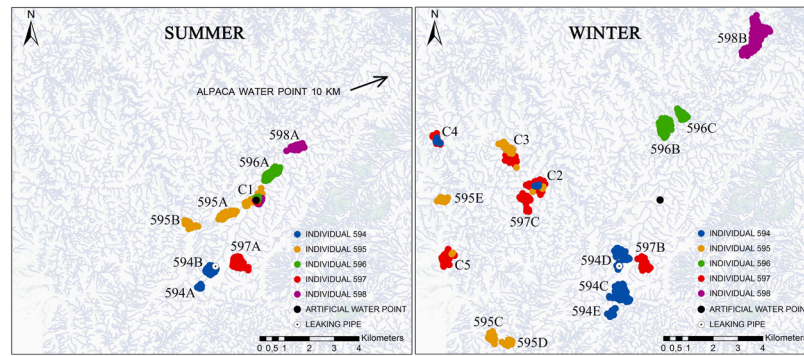 N
SUMMER
ALPACA WATER POINT 10 KM
598A
596A
C1
595A
595B
597A
594B
594A
INDIVIDUAL 594
INDIVIDUAL 595
INDIVIDUAL 596
INDIVIDUAL 597
INDIVIDUAL 598
ARTIFICIAL WATER POINT
LEAKING PIPE
Kilometers
0 0,5 1 2 3 4
N
WINTER
598B
C4
C3
596C
596B
C2
595E
597C
C5
594D
597B
594C
594E
595C
595D
INDIVIDUAL 594
INDIVIDUAL 595
INDIVIDUAL 596
INDIVIDUAL 597
INDIVIDUAL 598
ARTIFICIAL WATER POINT
LEAKING PIPE
Kilometers
0 0,5 1 2 3 4